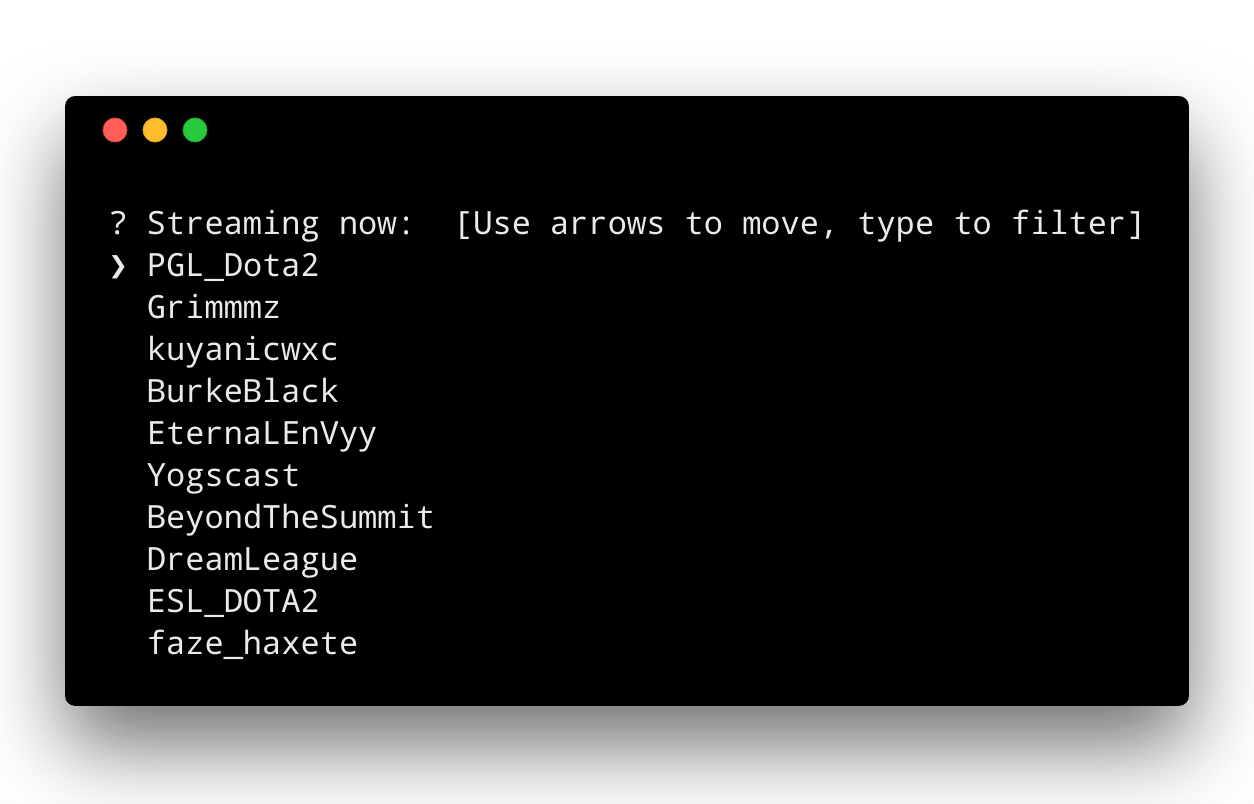 ? Streaming now:  [Use arrows to move, type to filter]
❯ PGL_Dota2
  Grimmmz
  kuyanicwxc
  BurkeBlack
  EternaLEnVyy
  Yogscast
  BeyondTheSummit
  DreamLeague
  ESL_DOTA2
  faze_haxete